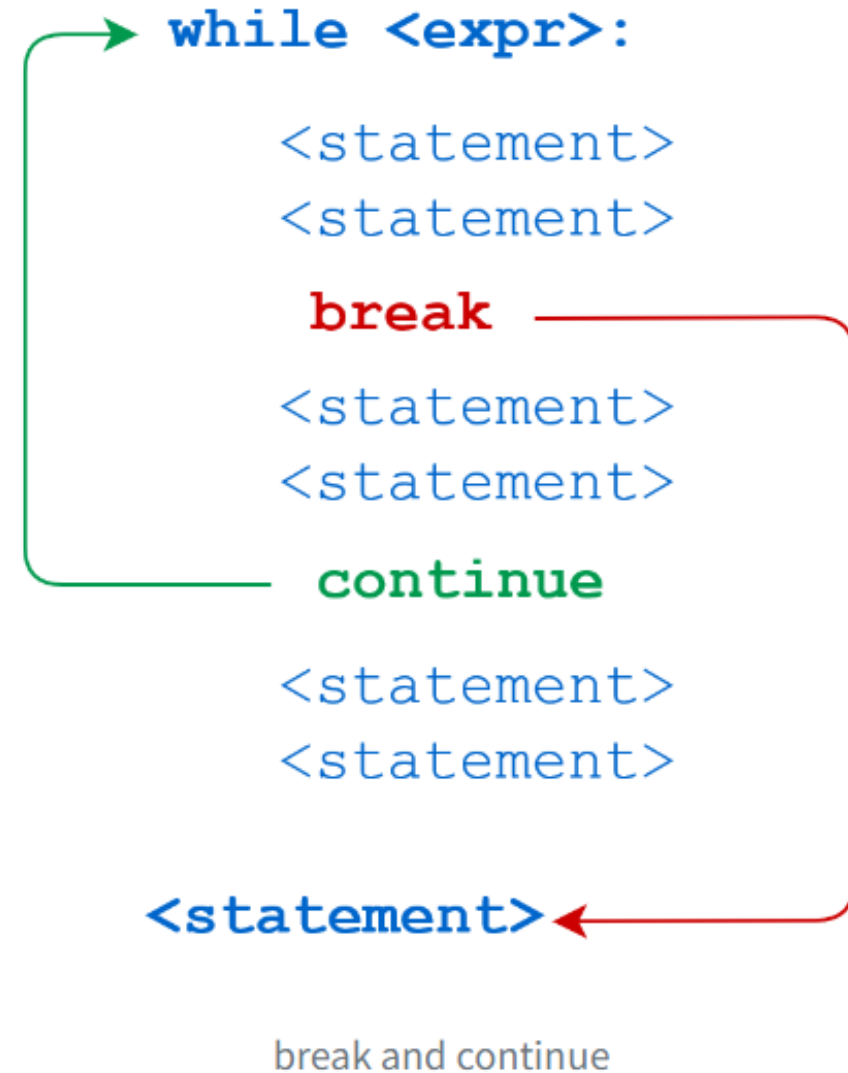 while <expr>:
<statement>
<statement>
break
<statement>
<statement>
continue
<statement>
<statement>
<statement>
break and continue